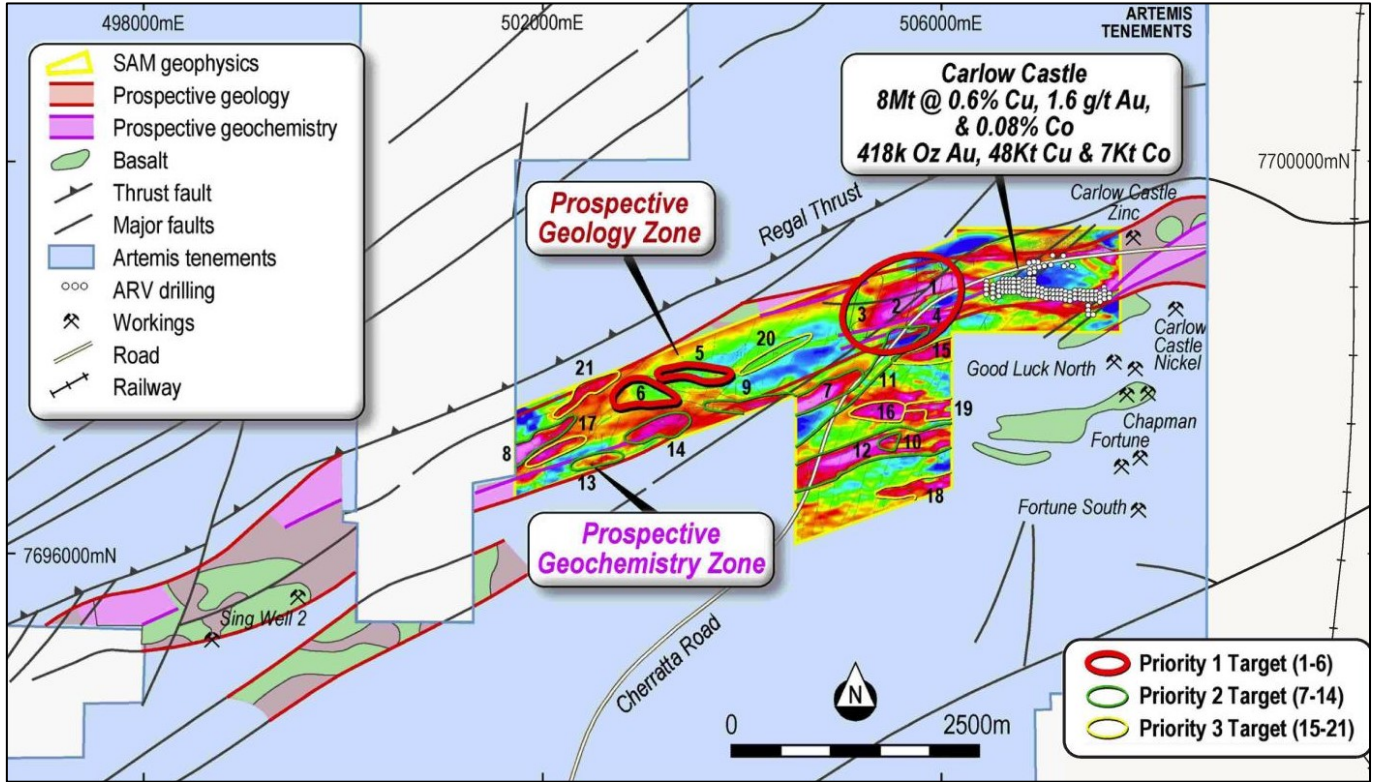 498000mE
502000mE
506000mE
ARTEMIS
TENEMENTS
SAM geophysics
Prospective geology
Prospective geochemistry
Basalt
Thrust fault
Major faults
Artemis tenements
ARV drilling
Workings
Road
Railway
Carlow Castle
8Mt @ 0.6% Cu, 1.6 g/t Au,
& 0.08% Co
418k Oz Au, 48Kt Cu & 7Kt Co
7700000mN
Prospective
Geology Zone
Regal Thrust
Carlow Castle
Zinc
1
2
3
4
20
5
15
21
11
Carlow
Castle
Nickel
Good Luck North
6
9
7
17
16
19
Chapman
8
14
12
10
Fortune
13
18
Prospective
Geochemistry Zone
Fortune South
7696000mN
Sing Well 2
Cherratta Road
N
0
2500m
Priority 1 Target (1-6)
Priority 2 Target (7-14)
Priority 3 Target (15-21)